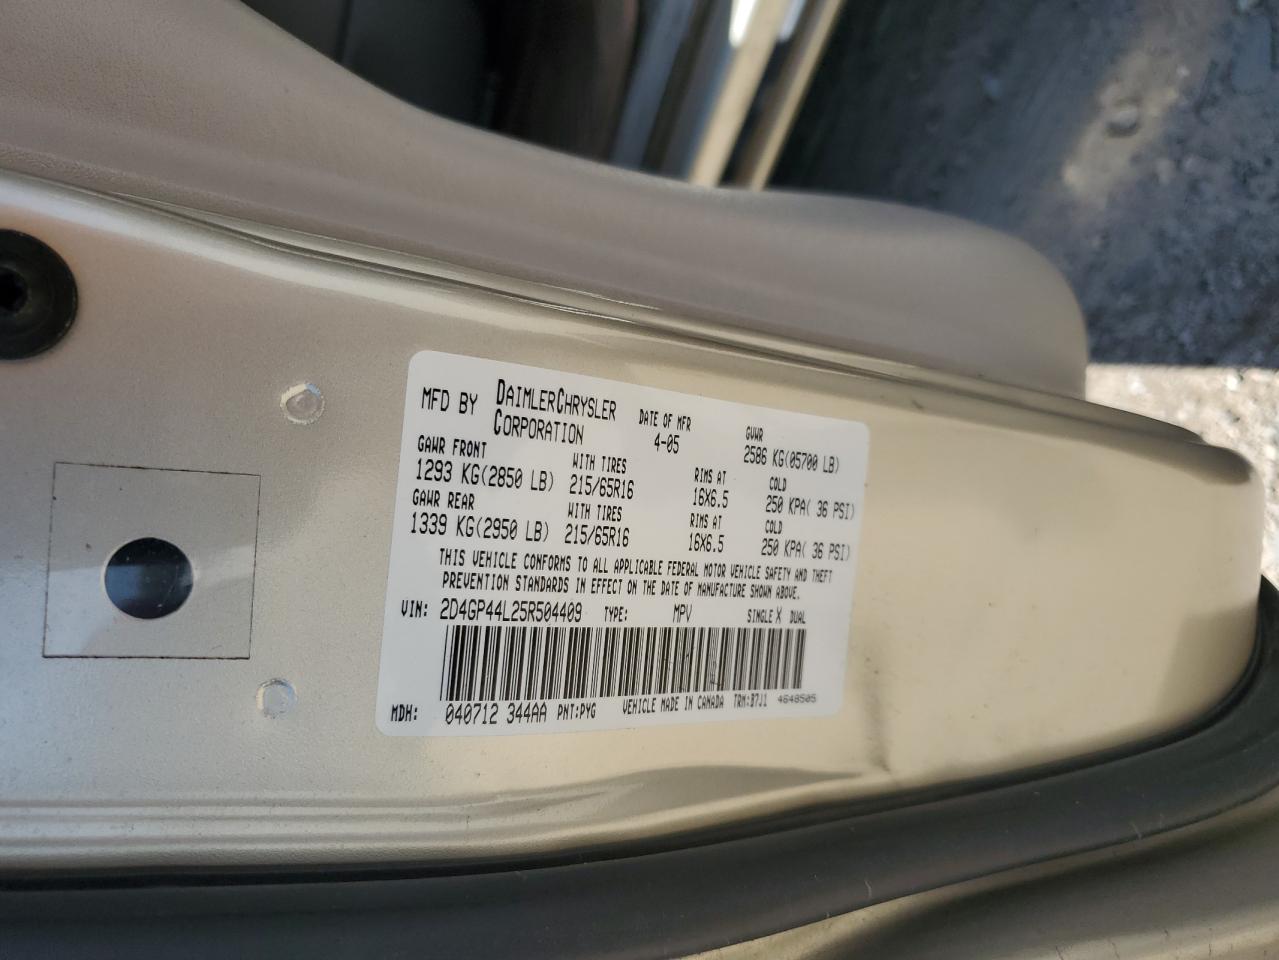 MFD BY DAIMLERCHRYSLER CORPORATION DATE OF MFR 4-05 GVWR 2586 KG(05700 LB)
GAWR FRONT WITH TIRES RIMS AT COLD
1293 KG(2850 LB) 215/65R16 16X6.5 250 KPA( 36 PSI)
GAWR REAR WITH TIRES RIMS AT COLD
1339 KG(2950 LB) 215/65R16 16X6.5 250 KPA( 36 PSI)
THIS VEHICLE CONFORMS TO ALL APPLICABLE FEDERAL MOTOR VEHICLE SAFETY AND THEFT
PREVENTION STANDARDS IN EFFECT ON THE DATE OF MANUFACTURE SHOWN ABOVE.
VIN: 2D4GP44L25R504409 TYPE: MPV SINGLE X DUAL
MDH: 040712 344AA PNT:PYG VEHICLE MADE IN CANADA TRM:B7J1 4648505